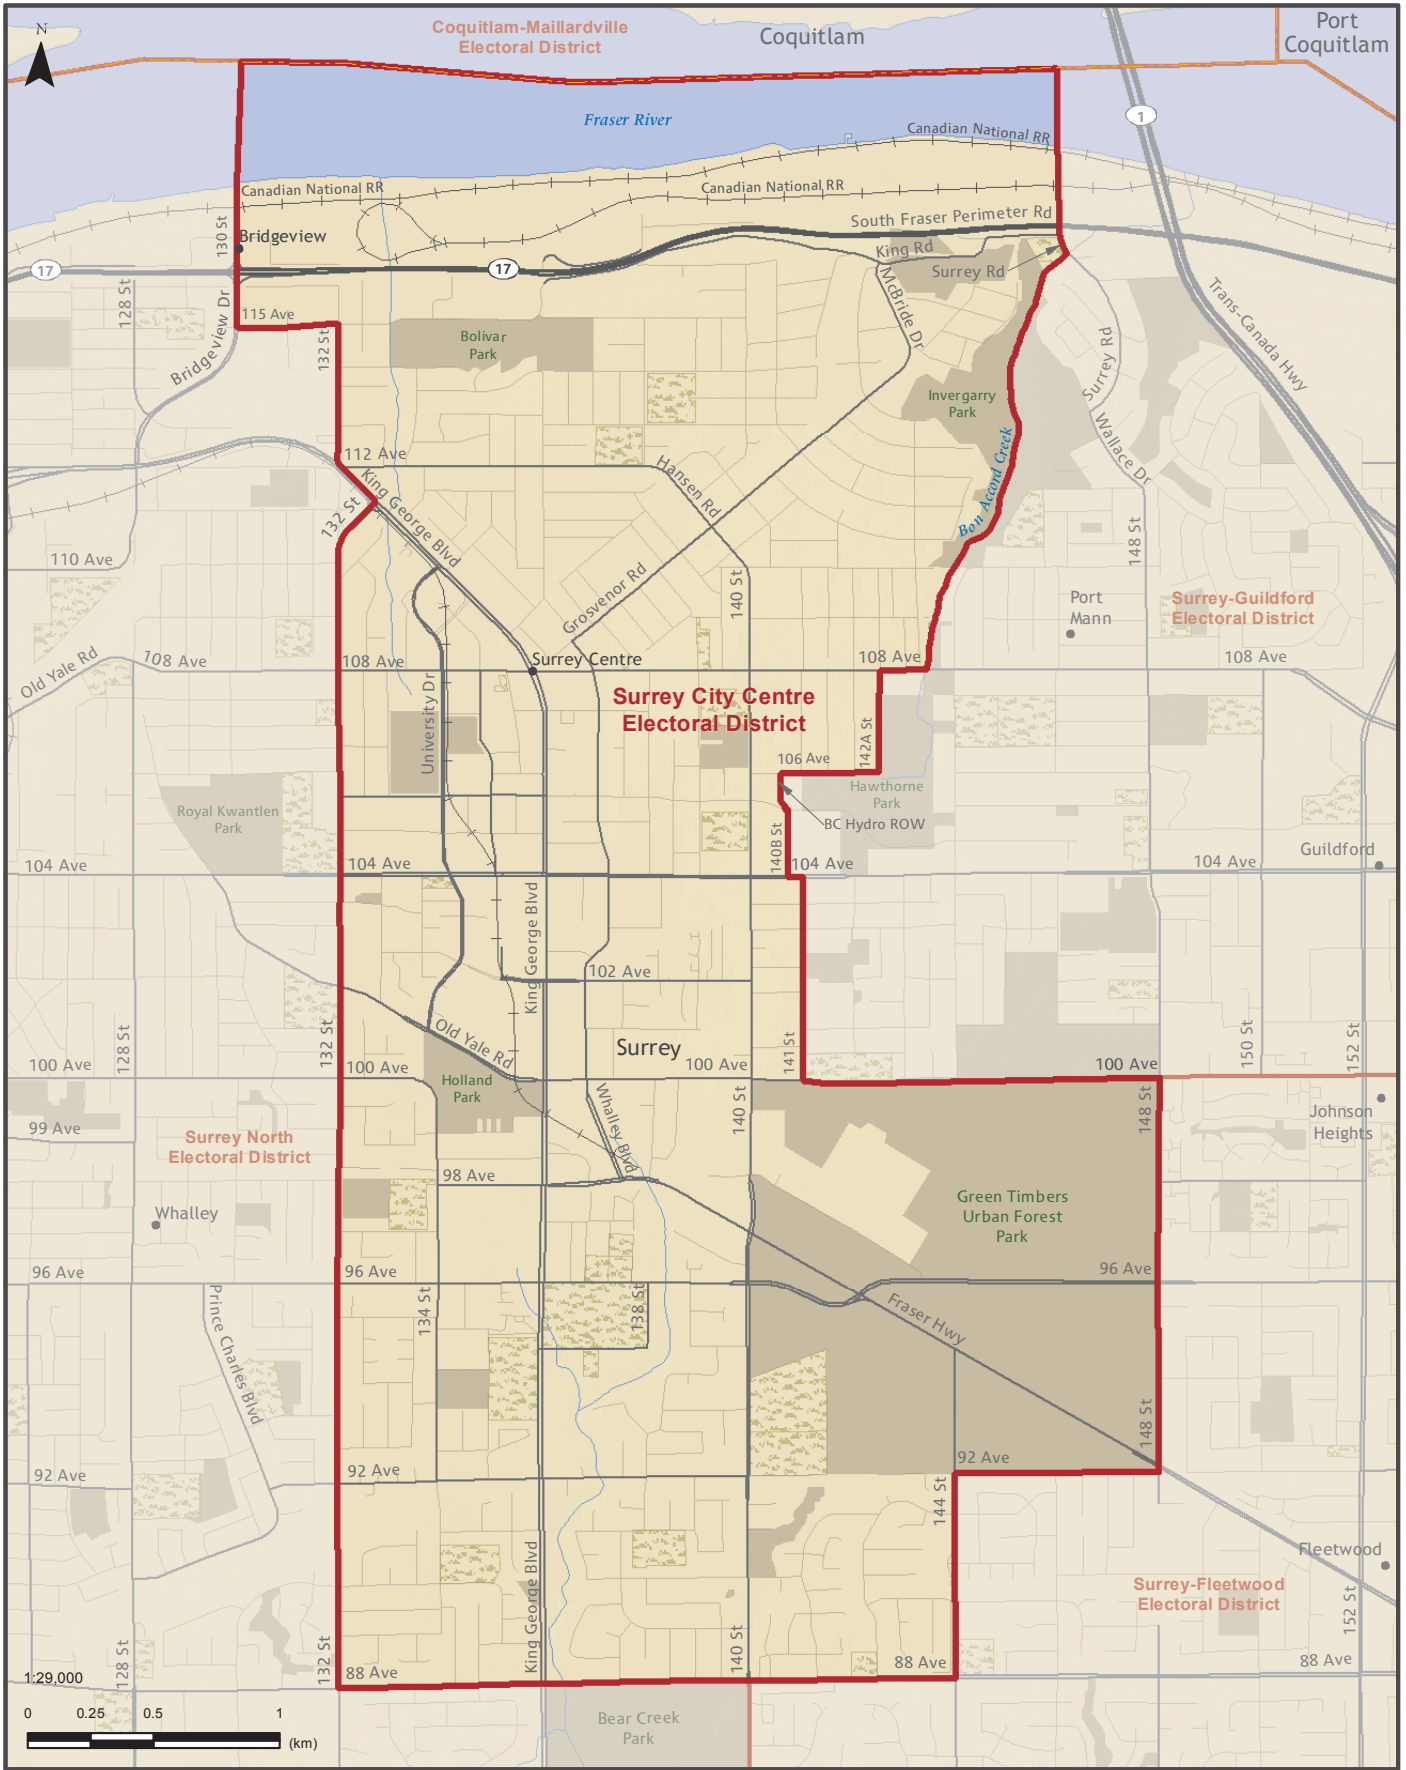 N
Coquitlam-Maillardville
Electoral District
Coquitlam
Port
Coquitlam
Fraser River
1
Canadian National RR
Canadian National RR
Canadian National RR
130 St
Bridgeview
South Fraser Perimeter Rd
King Rd
Surrey Rd
17
17
128 St
115 Ave
Bridgeview Dr
132 St
McBride Dr
Trans-Canada Hwy
Bolivar
Park
Surrey Rd
Invergarry
Park
Wallace Dr
Bon Accord Creek
112 Ave
King George Blvd
Hansen Rd
132 St
148 St
110 Ave
Grosvenor Rd
140 St
Port
Mann
Surrey-Guildford
Electoral District
Old Yale Rd
108 Ave
108 Ave
Surrey Centre
108 Ave
108 Ave
Surrey City Centre
Electoral District
University Dr
142A St
106 Ave
Hawthorne
Park
BC Hydro ROW
Royal Kwantlen
Park
140B St
104 Ave
104 Ave
104 Ave
104 Ave
Guildford
King George Blvd
102 Ave
132 St
128 St
Old Yale Rd
Surrey
141 St
150 St
152 St
100 Ave
100 Ave
100 Ave
100 Ave
Holland
Park
Whalley Blvd
140 St
148 St
Johnson
Heights
99 Ave
Surrey North
Electoral District
98 Ave
Whalley
Green Timbers
Urban Forest
Park
96 Ave
96 Ave
96 Ave
Prince Charles Blvd
134 St
138 St
Fraser Hwy
148 St
92 Ave
92 Ave
92 Ave
144 St
King George Blvd
Fleetwood
Surrey-Fleetwood
Electoral District
152 St
128 St
132 St
140 St
88 Ave
88 Ave
88 Ave
1:29,000
0 0.25 0.5 1
(km)
Bear Creek
Park